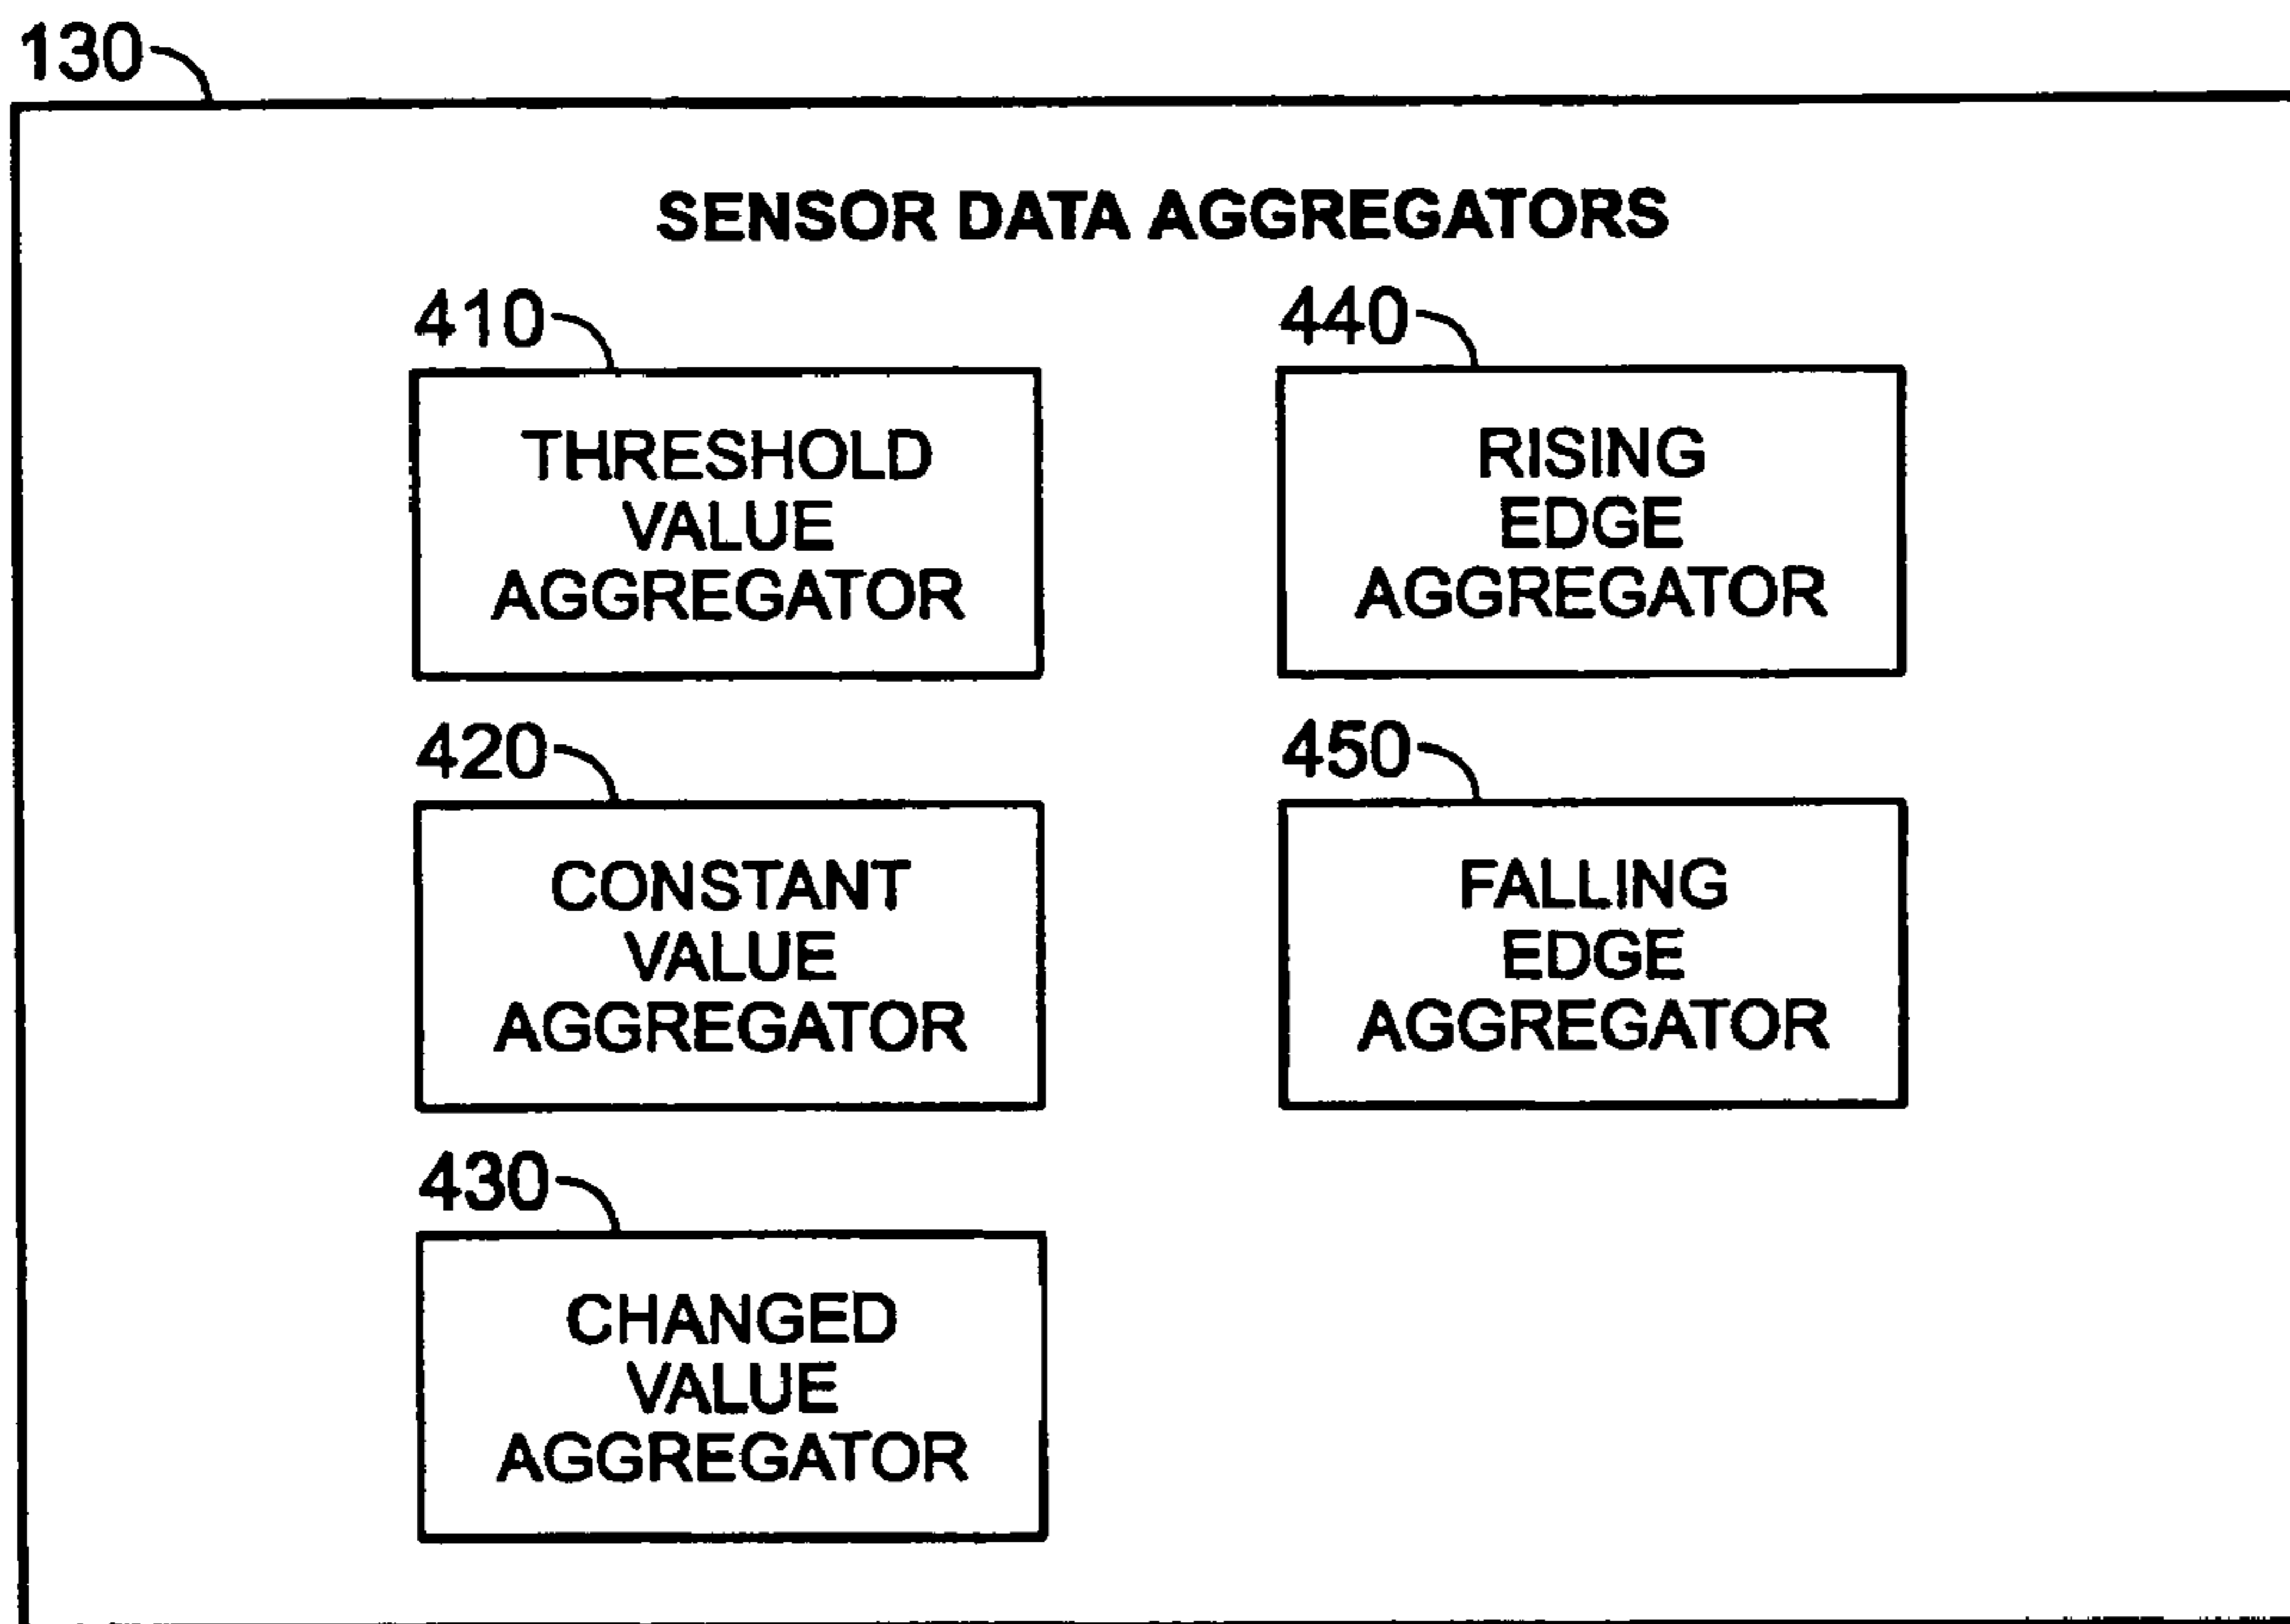 130
SENSOR DATA AGGREGATORS
410
THRESHOLD
VALUE
AGGREGATOR
440
RISING
EDGE
AGGREGATOR
420
CONSTANT
VALUE
AGGREGATOR
450
FALLING
EDGE
AGGREGATOR
430
CHANGED
VALUE
AGGREGATOR